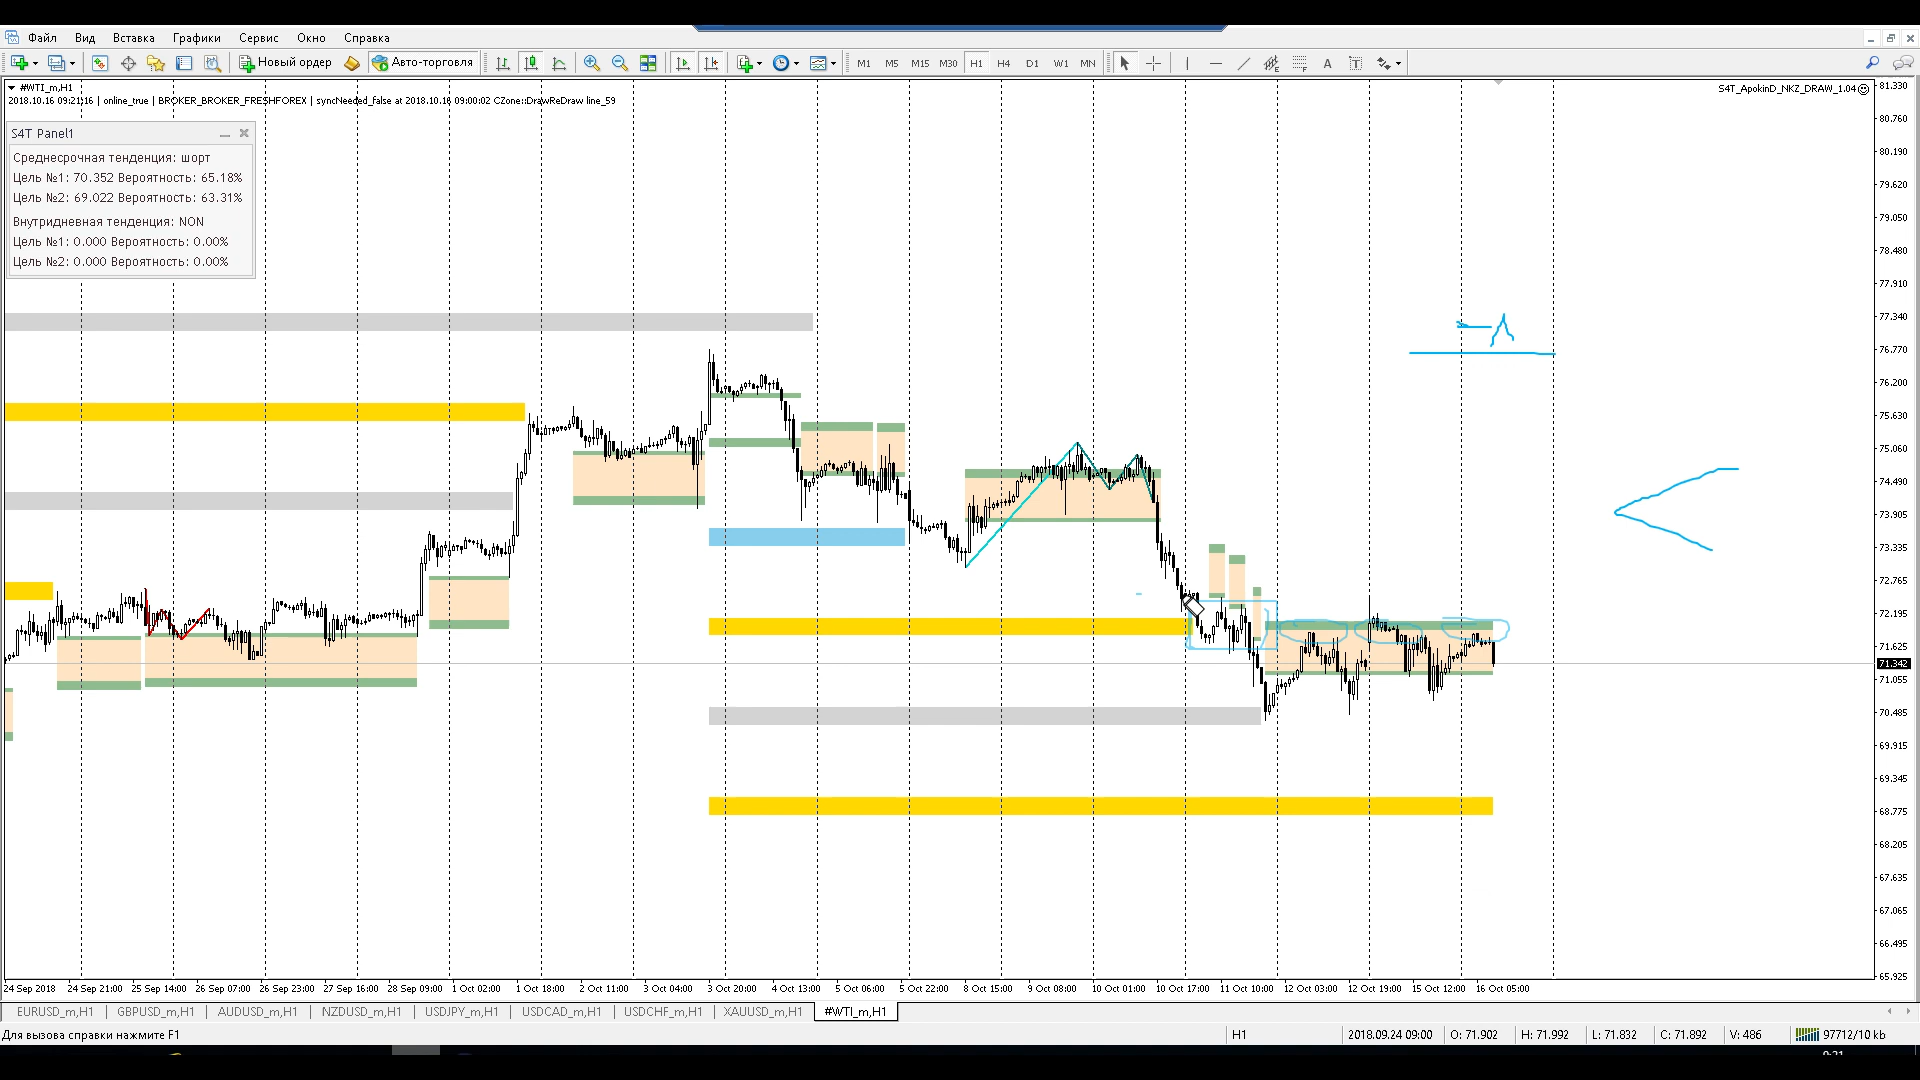 Файл Вид Вставка Графики Сервис Окно Справка
Новый ордер Авто-торговля M1 M5 M15 M30 H1 H4 D1 W1 MN A T
#WTI_m,H1
2018.10.16 09:21:16 | online_true | BROKER_BROKER_FRESHFOREX | syncNeeded_false at 2018.10.16 09:00:02 CZone::DrawReDraw line_59
S4T_ApokinD_NKZ_DRAW_1.04
S4T Panel1
Среднесрочная тенденция: шорт
Цель №1: 70.352 Вероятность: 65.18%
Цель №2: 69.022 Вероятность: 63.31%
Внутридневная тенденция: NON
Цель №1: 0.000 Вероятность: 0.00%
Цель №2: 0.000 Вероятность: 0.00%
81.330
80.760
80.190
79.620
79.050
78.480
77.910
77.340
76.770
76.200
75.630
75.060
74.490
73.905
73.335
72.765
72.195
71.625
71.342
71.055
70.485
69.915
69.345
68.775
68.205
67.635
67.065
66.495
65.925
24 Sep 2018 24 Sep 21:00 25 Sep 14:00 26 Sep 07:00 26 Sep 23:00 27 Sep 16:00 28 Sep 09:00 1 Oct 02:00 1 Oct 18:00 2 Oct 11:00 3 Oct 04:00 3 Oct 20:00 4 Oct 13:00 5 Oct 06:00 5 Oct 22:00 8 Oct 15:00 9 Oct 08:00 10 Oct 01:00 10 Oct 17:00 11 Oct 10:00 12 Oct 03:00 12 Oct 19:00 15 Oct 12:00 16 Oct 05:00
EURUSD_m,H1 GBPUSD_m,H1 AUDUSD_m,H1 NZDUSD_m,H1 USDJPY_m,H1 USDCAD_m,H1 USDCHF_m,H1 XAUUSD_m,H1 #WTI_m,H1
Для вызова справки нажмите F1 H1 2018.09.24 09:00 O: 71.902 H: 71.992 L: 71.832 C: 71.892 V: 486 97712/10 kb